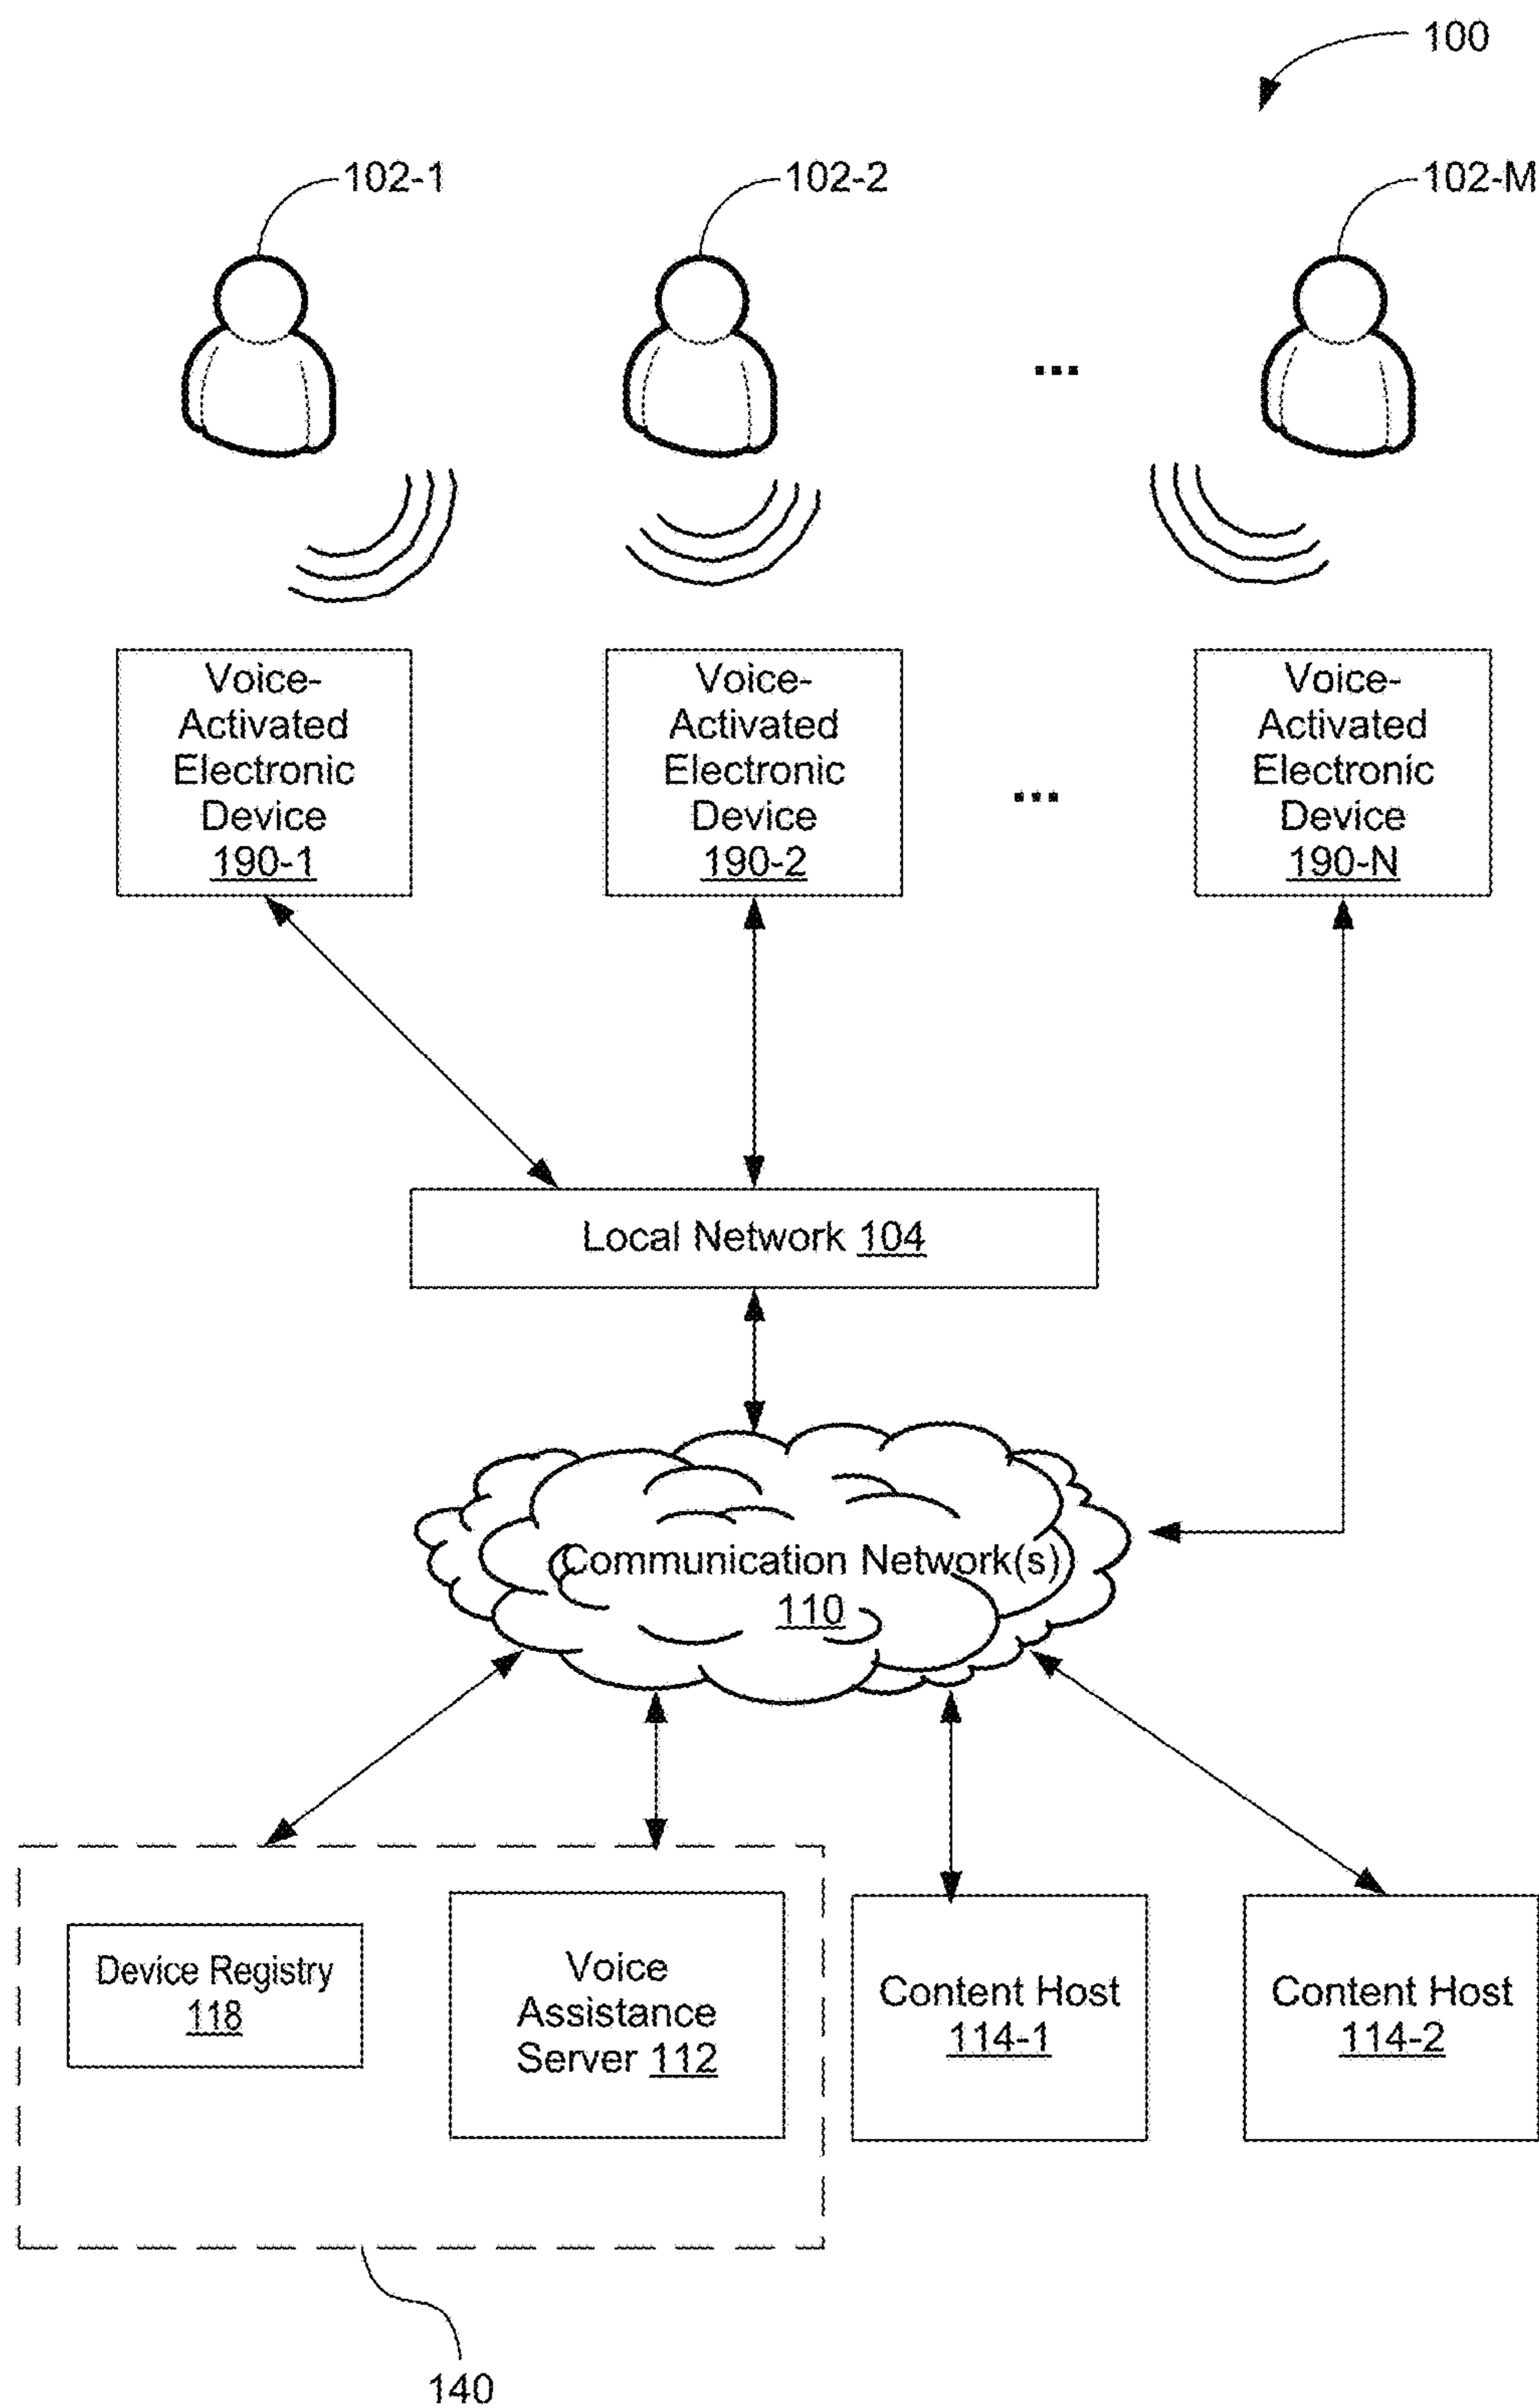 100
102-1
102-2
102-M
...
Voice-
Activated
Electronic
Device
190-1
Voice-
Activated
Electronic
Device
190-2
...
Voice-
Activated
Electronic
Device
190-N
Local Network 104
Communication Network(s)
110
Device Registry
118
Voice
Assistance
Server 112
Content Host
114-1
Content Host
114-2
140